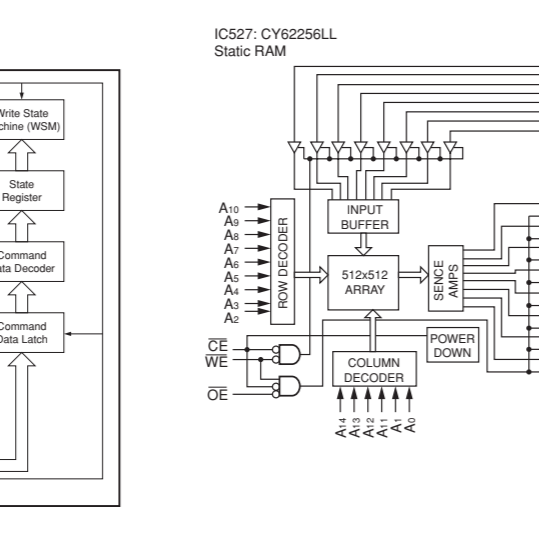 IC527: CY62256LL
Static RAM
Write State
(WSM)
State
Register
Command
Decoder
Command
Data Latch
A10
A9
A8
A7
A6
A5
A4
A3
A2
ROW DECODER
INPUT
BUFFER
512x512
ARRAY
SENCE
AMPS
CE
WE
OE
POWER
DOWN
COLUMN
DECODER
A14
A13
A12
A11
A1
A0